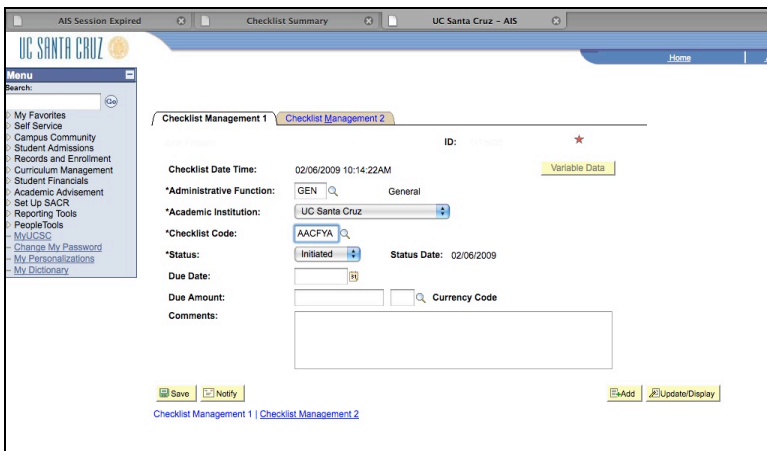 AIS Session Expired Checklist Summary UC Santa Cruz – AIS
UC SANTA CRUZ
Home
Menu
Search:
Go
My Favorites
Self Service
Campus Community
Student Admissions
Records and Enrollment
Curriculum Management
Student Financials
Academic Advisement
Set Up SACR
Reporting Tools
PeopleTools
– MyUCSC
– Change My Password
– My Personalizations
– My Dictionary
Checklist Management 1 Checklist Management 2
ID:
Checklist Date Time: 02/06/2009 10:14:22AM Variable Data
*Administrative Function: GEN General
*Academic Institution: UC Santa Cruz
*Checklist Code: AACFYA
*Status: Initiated Status Date: 02/06/2009
Due Date: 31
Due Amount: Currency Code
Comments:
Save Notify Add Update/Display
Checklist Management 1 | Checklist Management 2